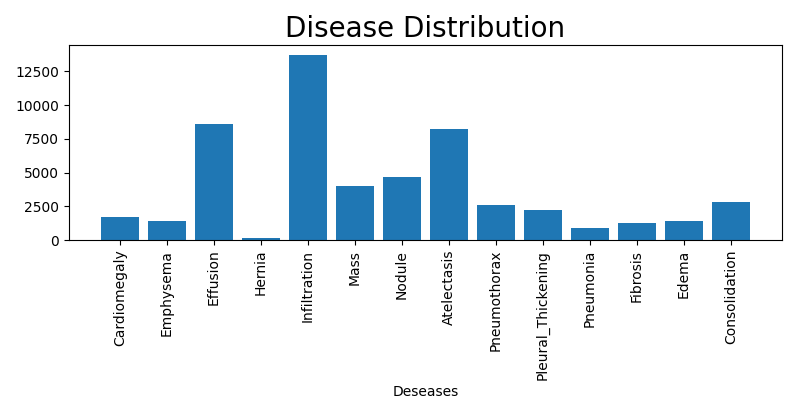 Disease Distribution
12500
10000
7500
5000
2500
0
Cardiomegaly
Emphysema
Effusion
Hernia
Infiltration
Mass
Nodule
Atelectasis
Pneumothorax
Pleural_Thickening
Pneumonia
Fibrosis
Edema
Consolidation
Deseases